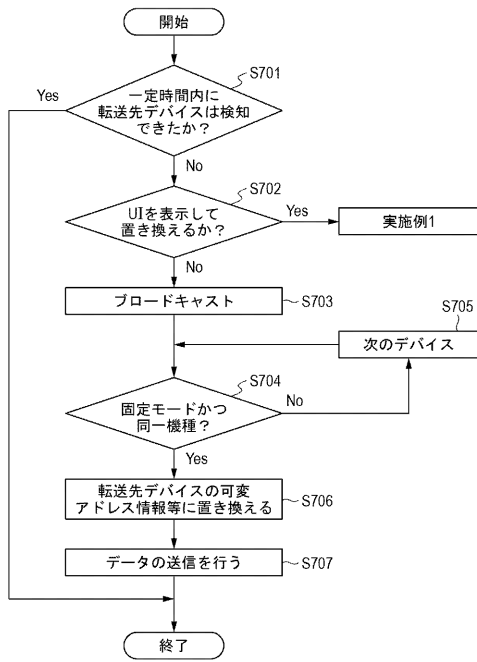 開始
S701
Yes
一定時間内に
転送先デバイスは検知
できたか？
No
S702
UIを表示して
置き換えるか？
Yes
実施例1
No
ブロードキャスト
S703
S705
次のデバイス
S704
固定モードかつ
同一機種？
No
Yes
転送先デバイスの可変
アドレス情報等に置き換える
S706
データの送信を行う
S707
終了